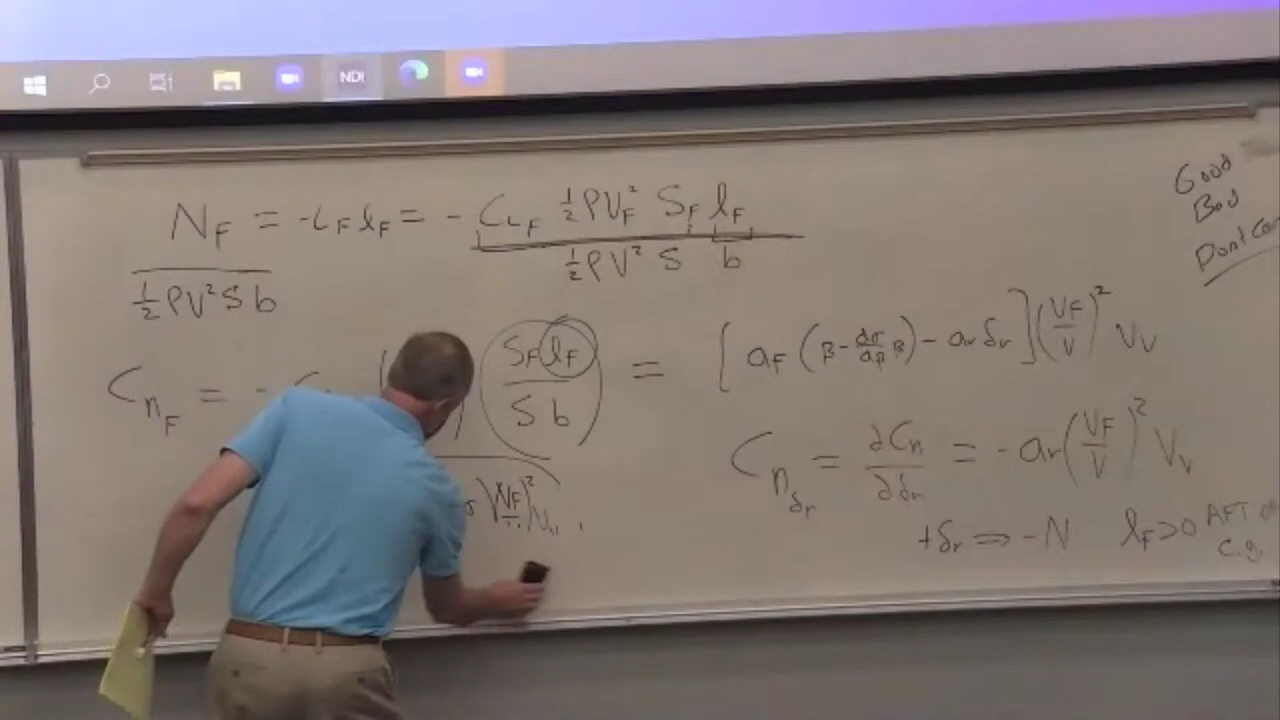 NDI
N_F = -L_F l_F = - C_{L_F} ½ρV_F² S_F l_F
½ρV²Sb
½ρV² S b
Good
Bad
Dont Ca
C_{n_F} = -
S_F l_F
S b
= [a_F (β - dσ/dβ β) - a_r δ_r] (V_F/V)² V_V
C_{n_{δr}} = ∂C_n/∂δ_r = -a_r (V_F/V)² V_V
+δ_r ⇒ -N l_F>0 AFT
c.g.